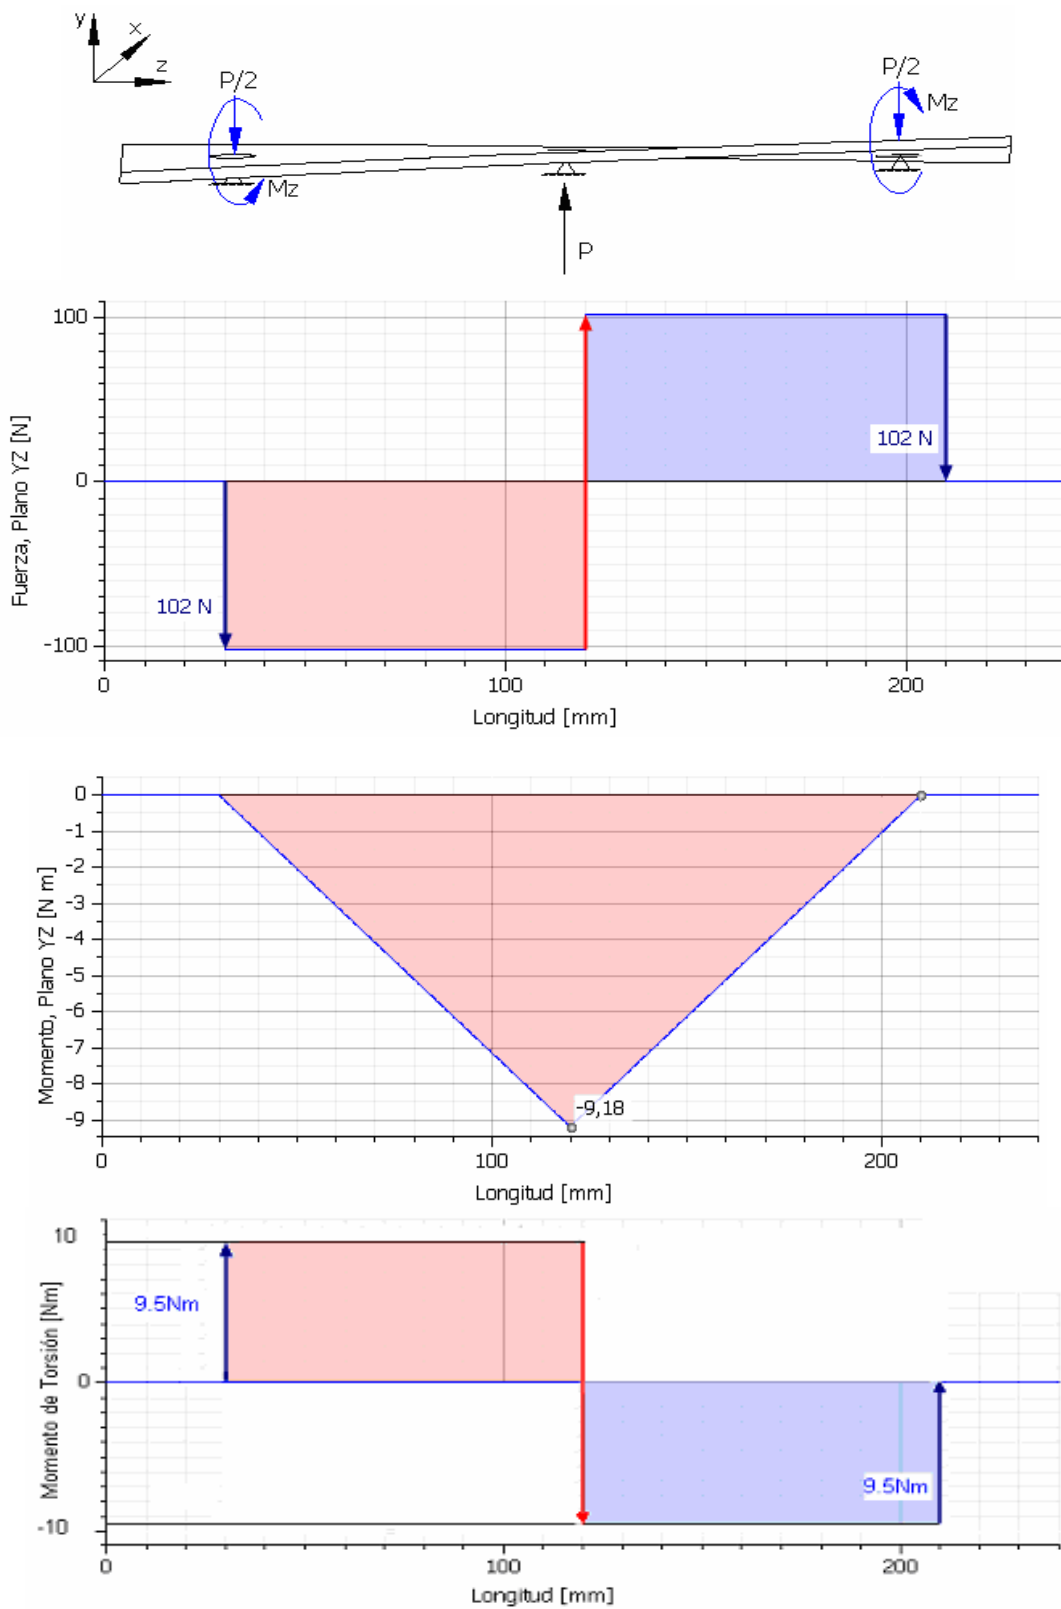 y
x
z
P/2
P/2
Mz
Mz
P
100
0
-100
Fuerza, Plano YZ [N]
102 N
102 N
0
100
200
Longitud [mm]
0
-1
-2
-3
-4
-5
-6
-7
-8
-9
Momento, Plano YZ [N m]
-9,18
0
100
200
Longitud [mm]
10
0
-10
Momento de Torsión [Nm]
9.5Nm
9.5Nm
0
100
200
Longitud [mm]